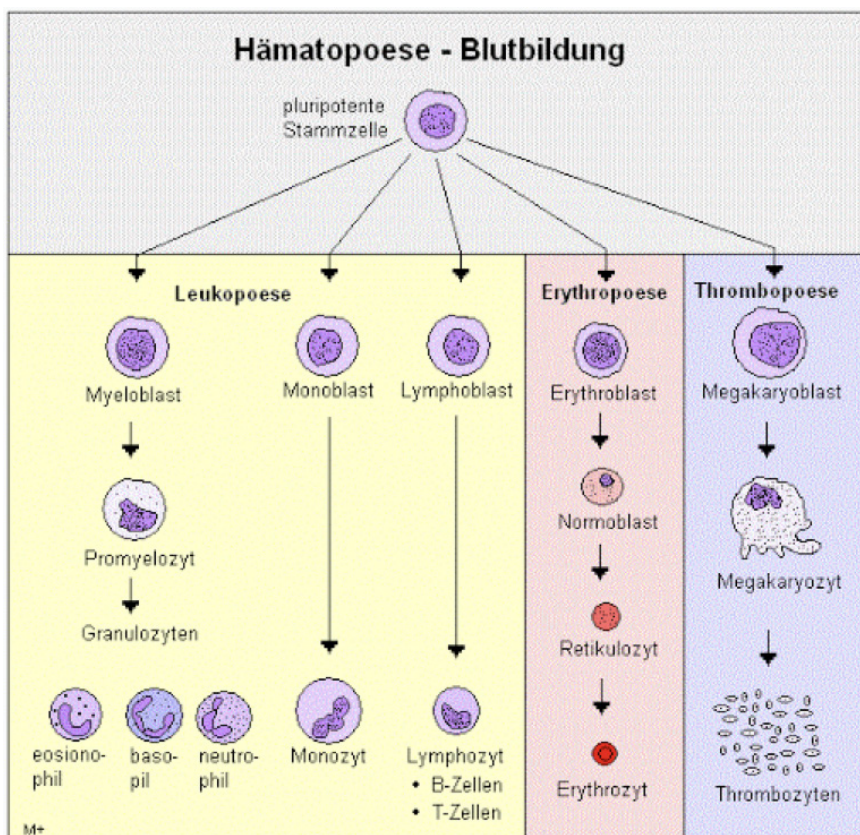 Hämatopoese - Blutbildung
pluripotente
Stammzelle
Leukopoese
Erythropoese
Thrombopoese
Myeloblast
Monoblast
Lymphoblast
Erythroblast
Megakaryoblast
Promyelozyt
Normoblast
Megakaryozyt
Granulozyten
Retikulozyt
eosiono-
phil
baso-
pil
neutro-
phil
Monozyt
Lymphozyt
• B-Zellen
• T-Zellen
Erythrozyt
Thrombozyten
M+